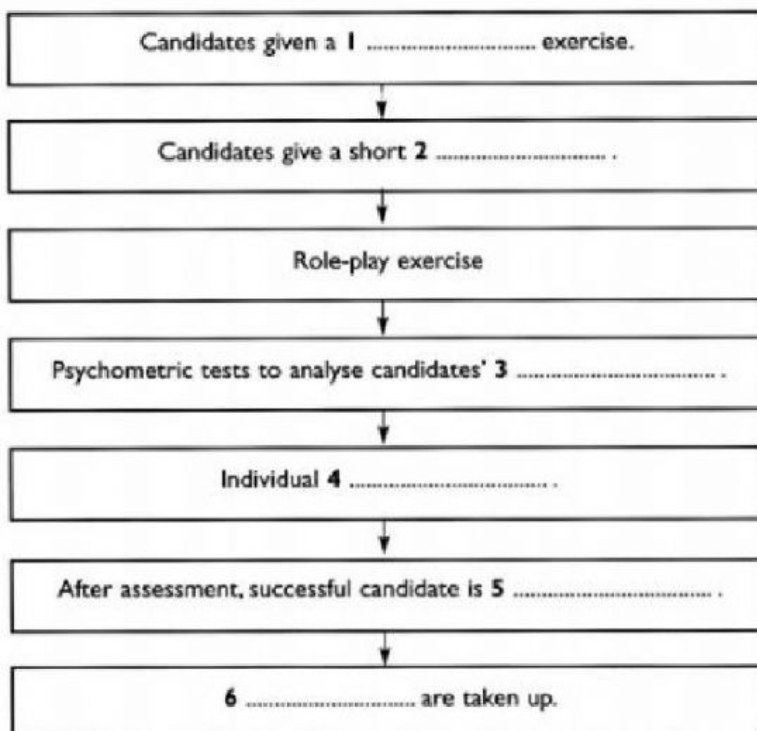 Candidates given a 1 .............................. exercise.
Candidates give a short 2 .............................. .
Role-play exercise
Psychometric tests to analyse candidates' 3 ..................................... .
Individual 4 ................................... .
After assessment, successful candidate is 5 ................................... .
6 .............................. are taken up.